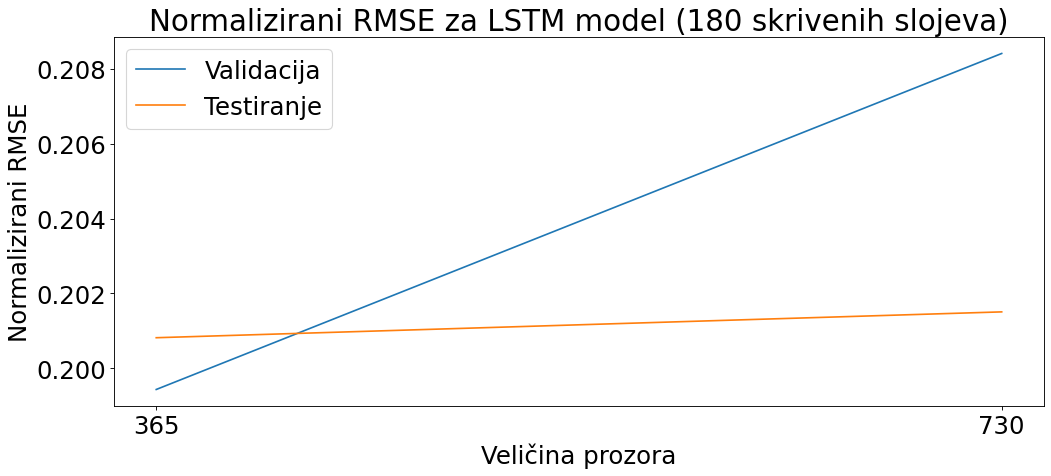 Normalizirani RMSE za LSTM model (180 skrivenih slojeva)
Validacija
Testiranje
Normalizirani RMSE
0.208
0.206
0.204
0.202
0.200
365
730
Veličina prozora